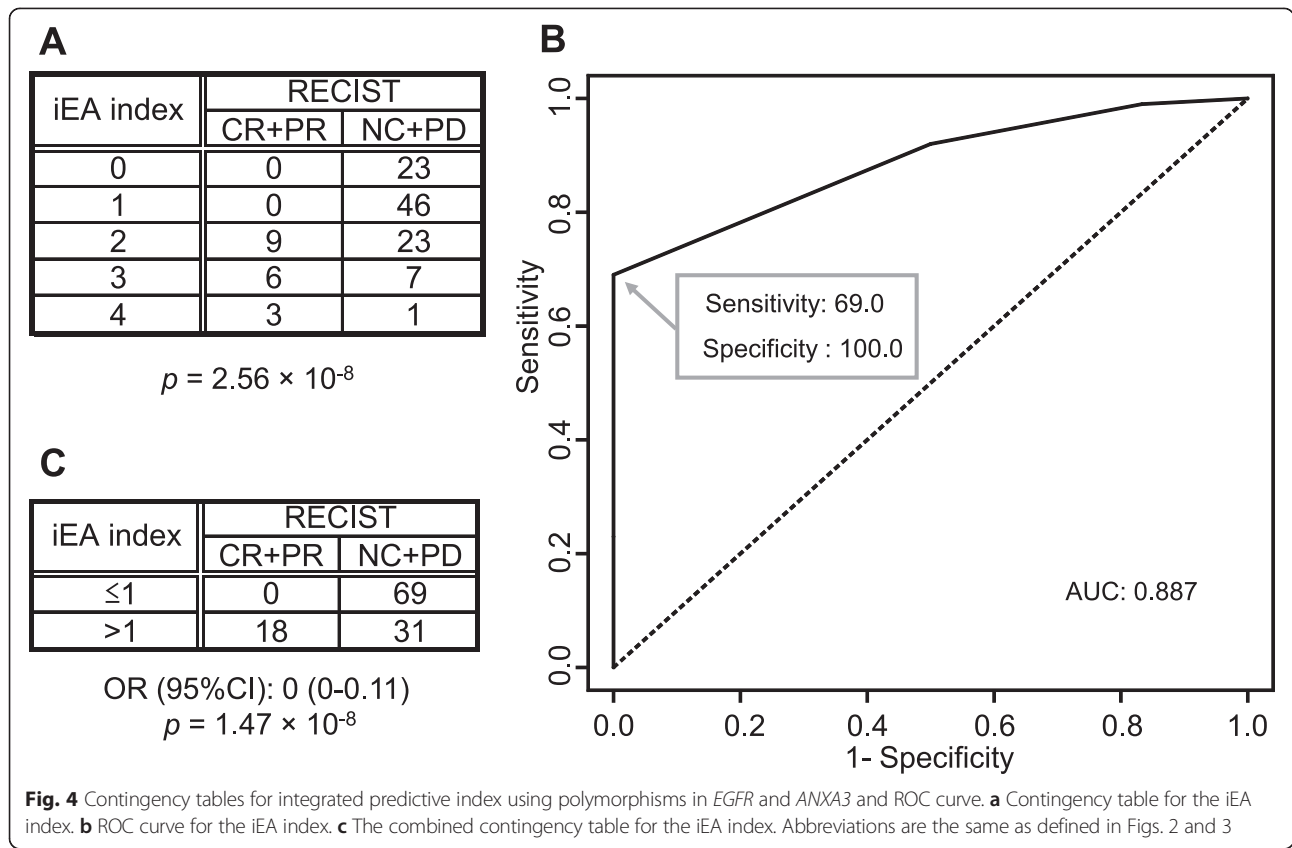 A
iEA index RECIST
CR+PR NC+PD
0 0 23
1 0 46
2 9 23
3 6 7
4 3 1
p = 2.56 × 10-8
C
iEA index RECIST
CR+PR NC+PD
≤1 0 69
>1 18 31
OR (95%CI): 0 (0-0.11)
p = 1.47 × 10-8
B
Sensitivity
1.0
0.8
0.6
0.4
0.2
0.0
Sensitivity: 69.0
Specificity : 100.0
AUC: 0.887
0.0 0.2 0.4 0.6 0.8 1.0
1- Specificity
Fig. 4 Contingency tables for integrated predictive index using polymorphisms in EGFR and ANXA3 and ROC curve. a Contingency table for the iEA
index. b ROC curve for the iEA index. c The combined contingency table for the iEA index. Abbreviations are the same as defined in Figs. 2 and 3